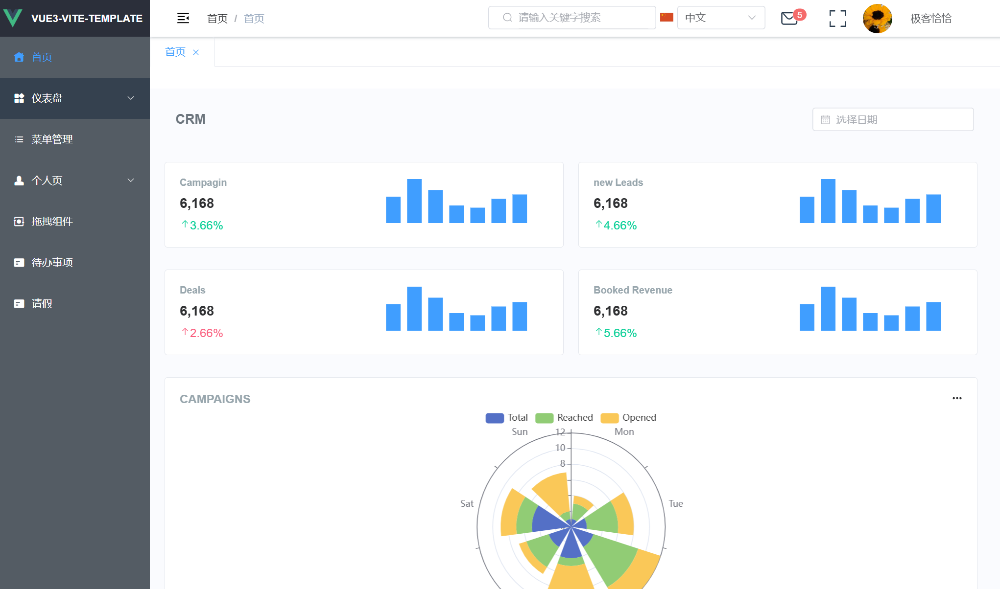 VUE3-VITE-TEMPLATE
首页 / 首页
请输入关键字搜索
中文
5
极客恰恰
首页
仪表盘
菜单管理
个人页
拖拽组件
待办事项
请假
首页
CRM
选择日期
Campagin
6,168
3.66%
new Leads
6,168
4.66%
Deals
6,168
2.66%
Booked Revenue
6,168
5.66%
CAMPAIGNS
Total Reached Opened
Sun 12 Mon
10
8
Sat Tue